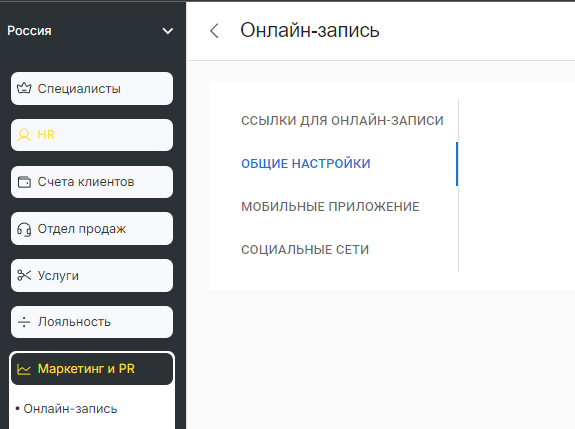 Россия
Онлайн-запись
Специалисты
HR
Счета клиентов
Отдел продаж
Услуги
Лояльность
Маркетинг и PR
• Онлайн-запись
ССЫЛКИ ДЛЯ ОНЛАЙН-ЗАПИСИ
ОБЩИЕ НАСТРОЙКИ
МОБИЛЬНЫЕ ПРИЛОЖЕНИЕ
СОЦИАЛЬНЫЕ СЕТИ